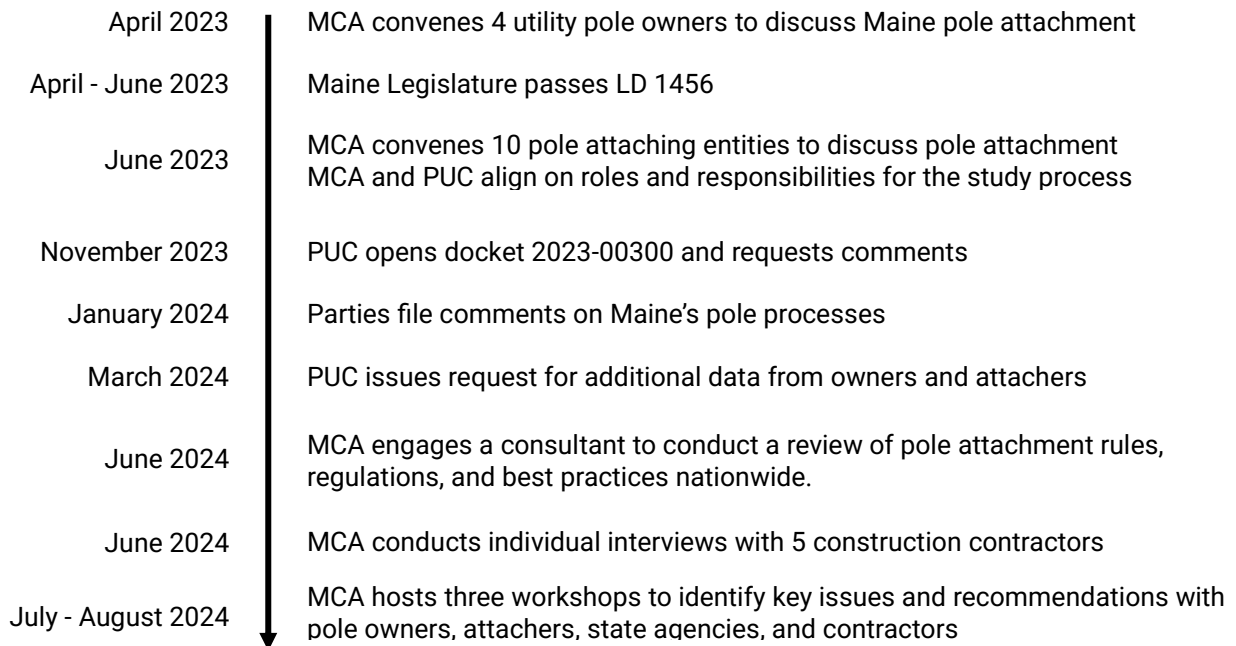 April 2023
MCA convenes 4 utility pole owners to discuss Maine pole attachment
April - June 2023
Maine Legislature passes LD 1456
June 2023
MCA convenes 10 pole attaching entities to discuss pole attachment
MCA and PUC align on roles and responsibilities for the study process
November 2023
PUC opens docket 2023-00300 and requests comments
January 2024
Parties file comments on Maine’s pole processes
March 2024
PUC issues request for additional data from owners and attachers
June 2024
MCA engages a consultant to conduct a review of pole attachment rules,
regulations, and best practices nationwide.
June 2024
MCA conducts individual interviews with 5 construction contractors
July - August 2024
MCA hosts three workshops to identify key issues and recommendations with
pole owners, attachers, state agencies, and contractors